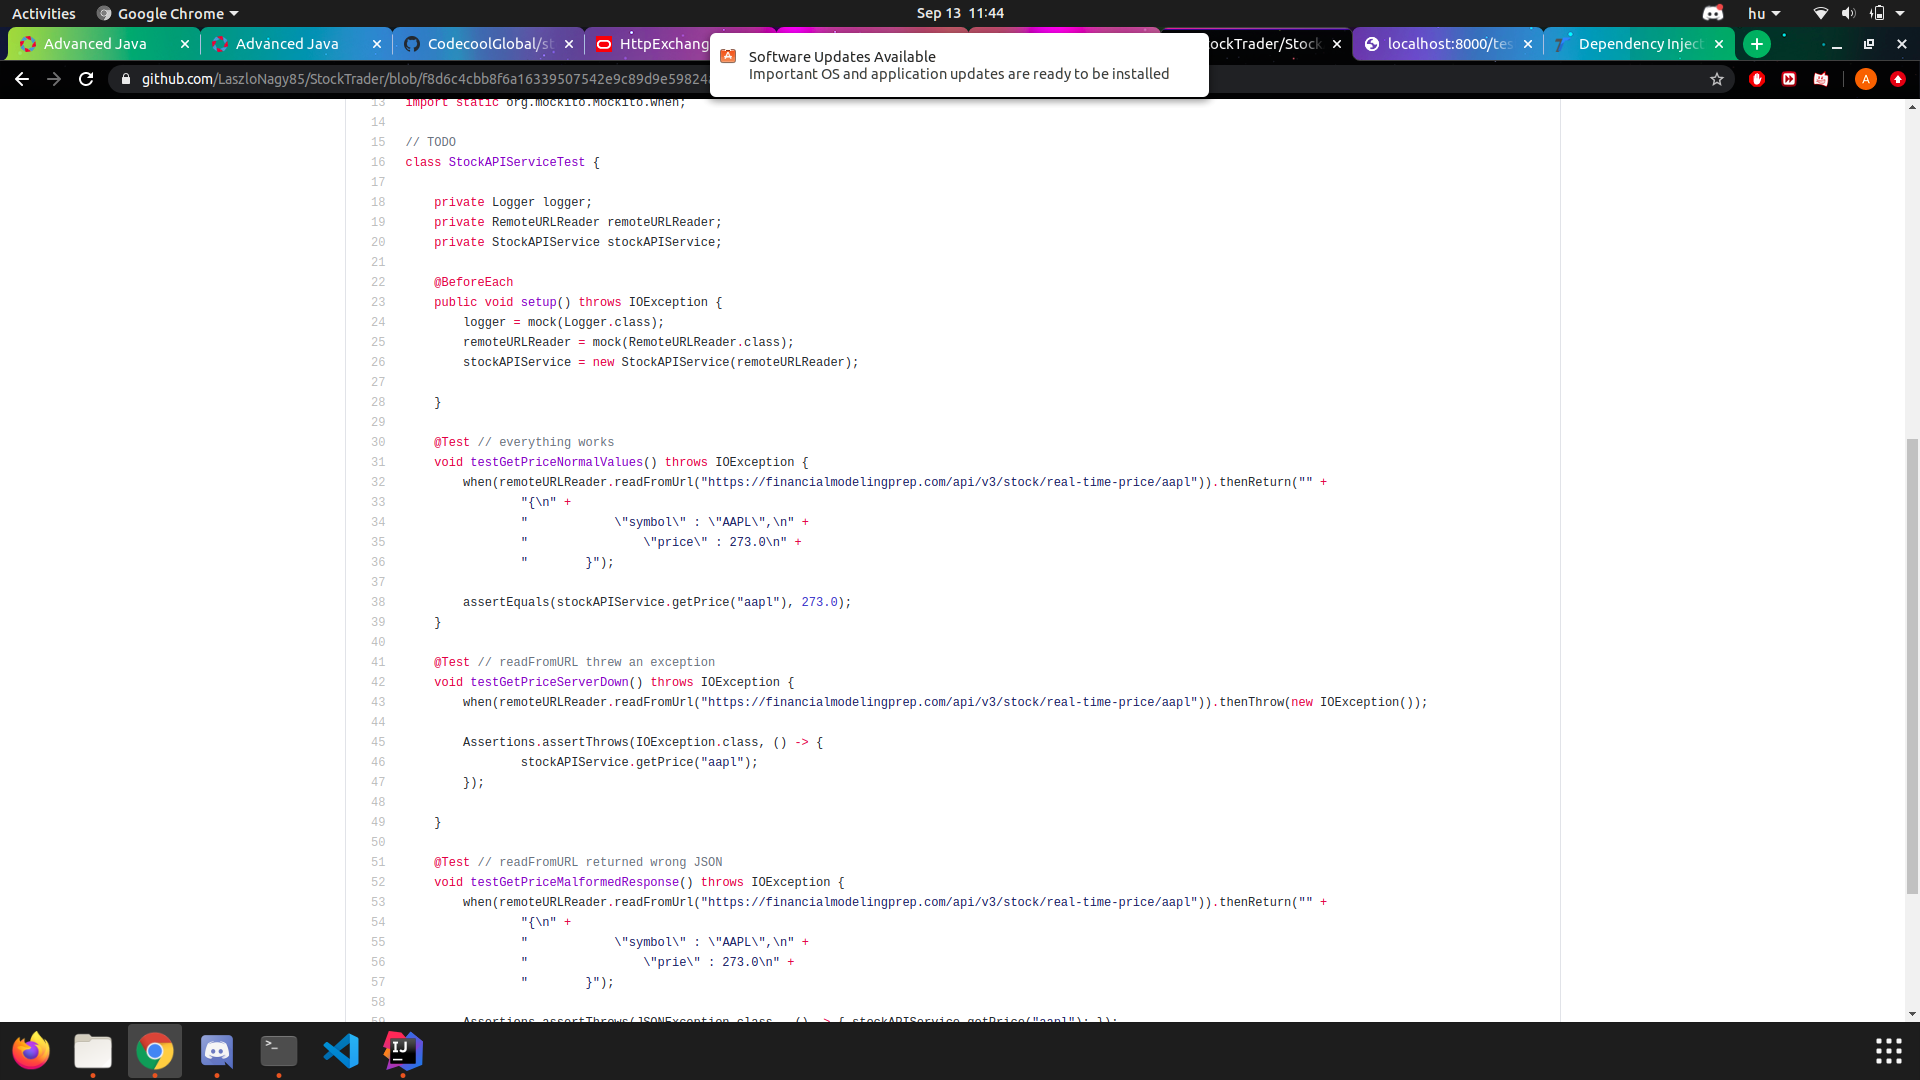 Activities
Google Chrome
Sep 13 11:44
hu
Advanced Java
Advanced Java
CodecoolGlobal/st
HttpExchang
StockTrader/Stock
localhost:8000/tes
Dependency Inject
Software Updates Available
Important OS and application updates are ready to be installed
github.com/LaszloNagy85/StockTrader/blob/f8d6c4cbb8f6a16339507542e9c89d9e59824
A
13 import static org.mockito.Mockito.when;
14
15 // TODO
16 class StockAPIServiceTest {
17
18 private Logger logger;
19 private RemoteURLReader remoteURLReader;
20 private StockAPIService stockAPIService;
21
22 @BeforeEach
23 public void setup() throws IOException {
24 logger = mock(Logger.class);
25 remoteURLReader = mock(RemoteURLReader.class);
26 stockAPIService = new StockAPIService(remoteURLReader);
27
28 }
29
30 @Test // everything works
31 void testGetPriceNormalValues() throws IOException {
32 when(remoteURLReader.readFromUrl("https://financialmodelingprep.com/api/v3/stock/real-time-price/aapl")).thenReturn("" +
33 "{\n" +
34 " \"symbol\" : \"AAPL\",\n" +
35 " \"price\" : 273.0\n" +
36 " }");
37
38 assertEquals(stockAPIService.getPrice("aapl"), 273.0);
39 }
40
41 @Test // readFromURL threw an exception
42 void testGetPriceServerDown() throws IOException {
43 when(remoteURLReader.readFromUrl("https://financialmodelingprep.com/api/v3/stock/real-time-price/aapl")).thenThrow(new IOException());
44
45 Assertions.assertThrows(IOException.class, () -> {
46 stockAPIService.getPrice("aapl");
47 });
48
49 }
50
51 @Test // readFromURL returned wrong JSON
52 void testGetPriceMalformedResponse() throws IOException {
53 when(remoteURLReader.readFromUrl("https://financialmodelingprep.com/api/v3/stock/real-time-price/aapl")).thenReturn("" +
54 "{\n" +
55 " \"symbol\" : \"AAPL\",\n" +
56 " \"prie\" : 273.0\n" +
57 " }");
58
59 Assertions.assertThrows(JSONException.class, () -> { stockAPIService.getPrice("aapl"); });